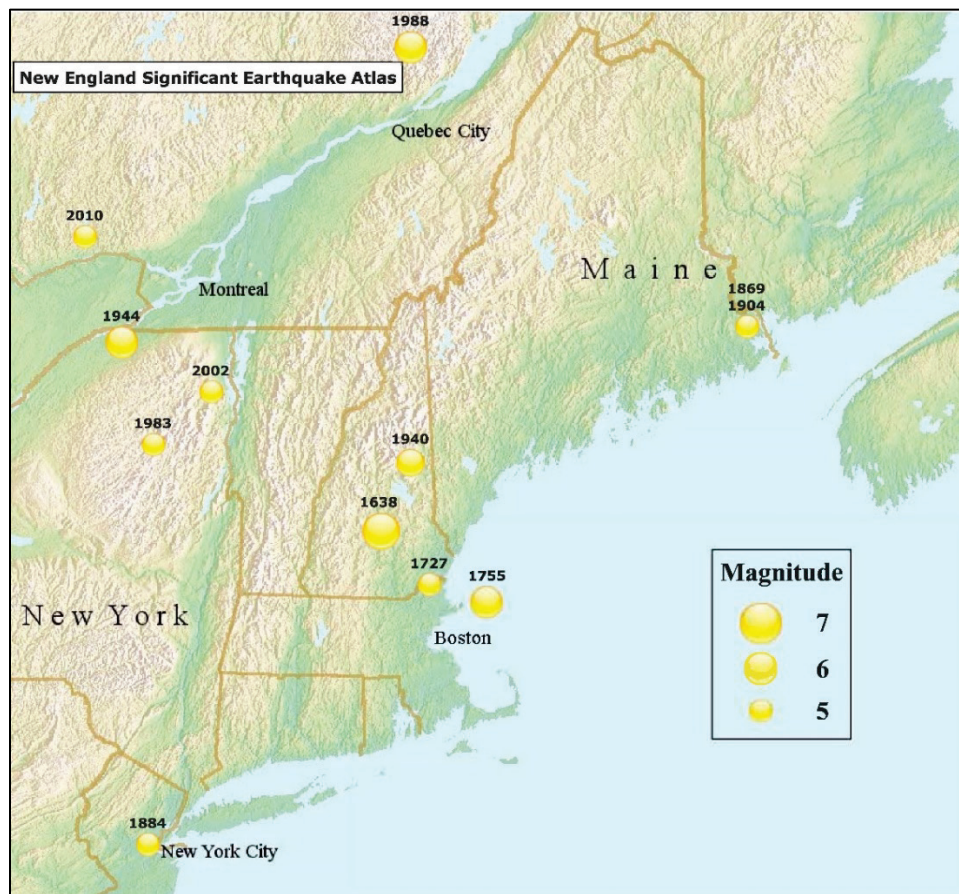 1988
New England Significant Earthquake Atlas
Quebec City
2010
Maine
Montreal
1869
1904
1944
2002
1983
1940
1638
1727
1755
New York
Boston
Magnitude
7
6
5
1884
New York City